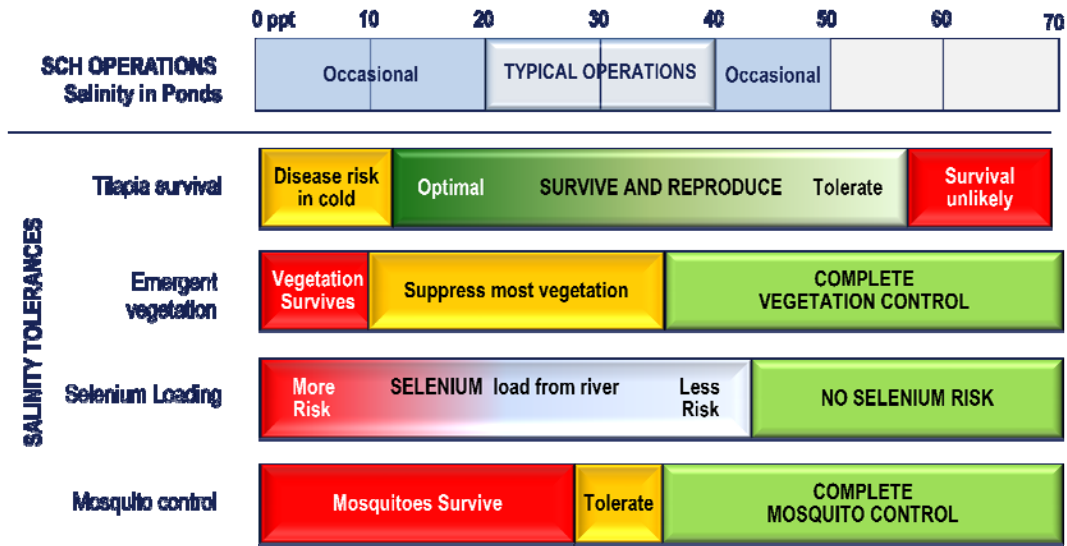 0 ppt 10 20 30 40 50 60 70
SCH OPERATIONS
Salinity in Ponds
Occasional TYPICAL OPERATIONS Occasional
SALINITY TOLERANCES
Tilapia survival
Disease risk
in cold
Optimal SURVIVE AND REPRODUCE Tolerate
Survival
unlikely
Emergent
vegetation
Vegetation
Survives
Suppress most vegetation
COMPLETE
VEGETATION CONTROL
Selenium Loading
More
Risk
SELENIUM load from river
Less
Risk
NO SELENIUM RISK
Mosquito control
Mosquitoes Survive
Tolerate
COMPLETE
MOSQUITO CONTROL